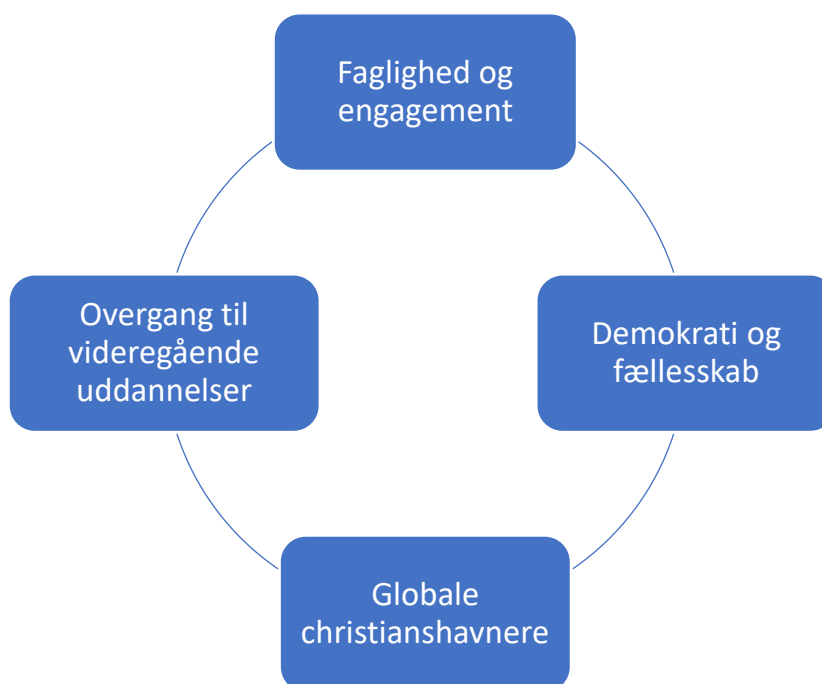 Faglighed og
engagement
Demokrati og
fællesskab
Globale
christianshavnere
Overgang til
videregående
uddannelser